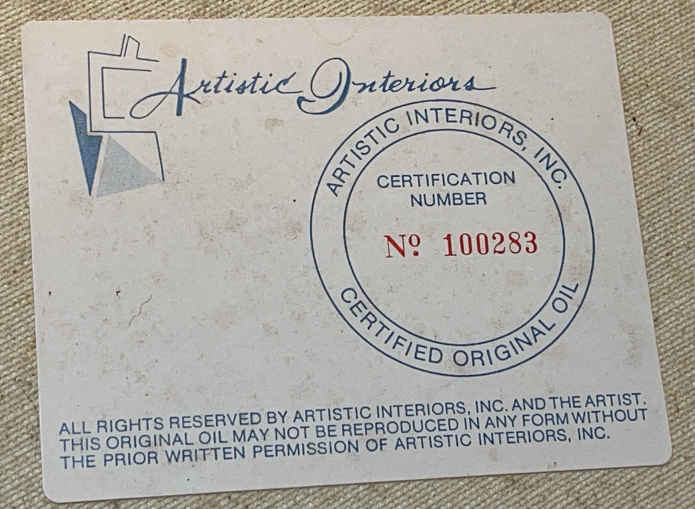 Artistic Interiors
ARTISTIC INTERIORS, INC.
CERTIFICATION
NUMBER
Nº 100283
CERTIFIED ORIGINAL OIL
ALL RIGHTS RESERVED BY ARTISTIC INTERIORS, INC. AND THE ARTIST.
THIS ORIGINAL OIL MAY NOT BE REPRODUCED IN ANY FORM WITHOUT
THE PRIOR WRITTEN PERMISSION OF ARTISTIC INTERIORS, INC.